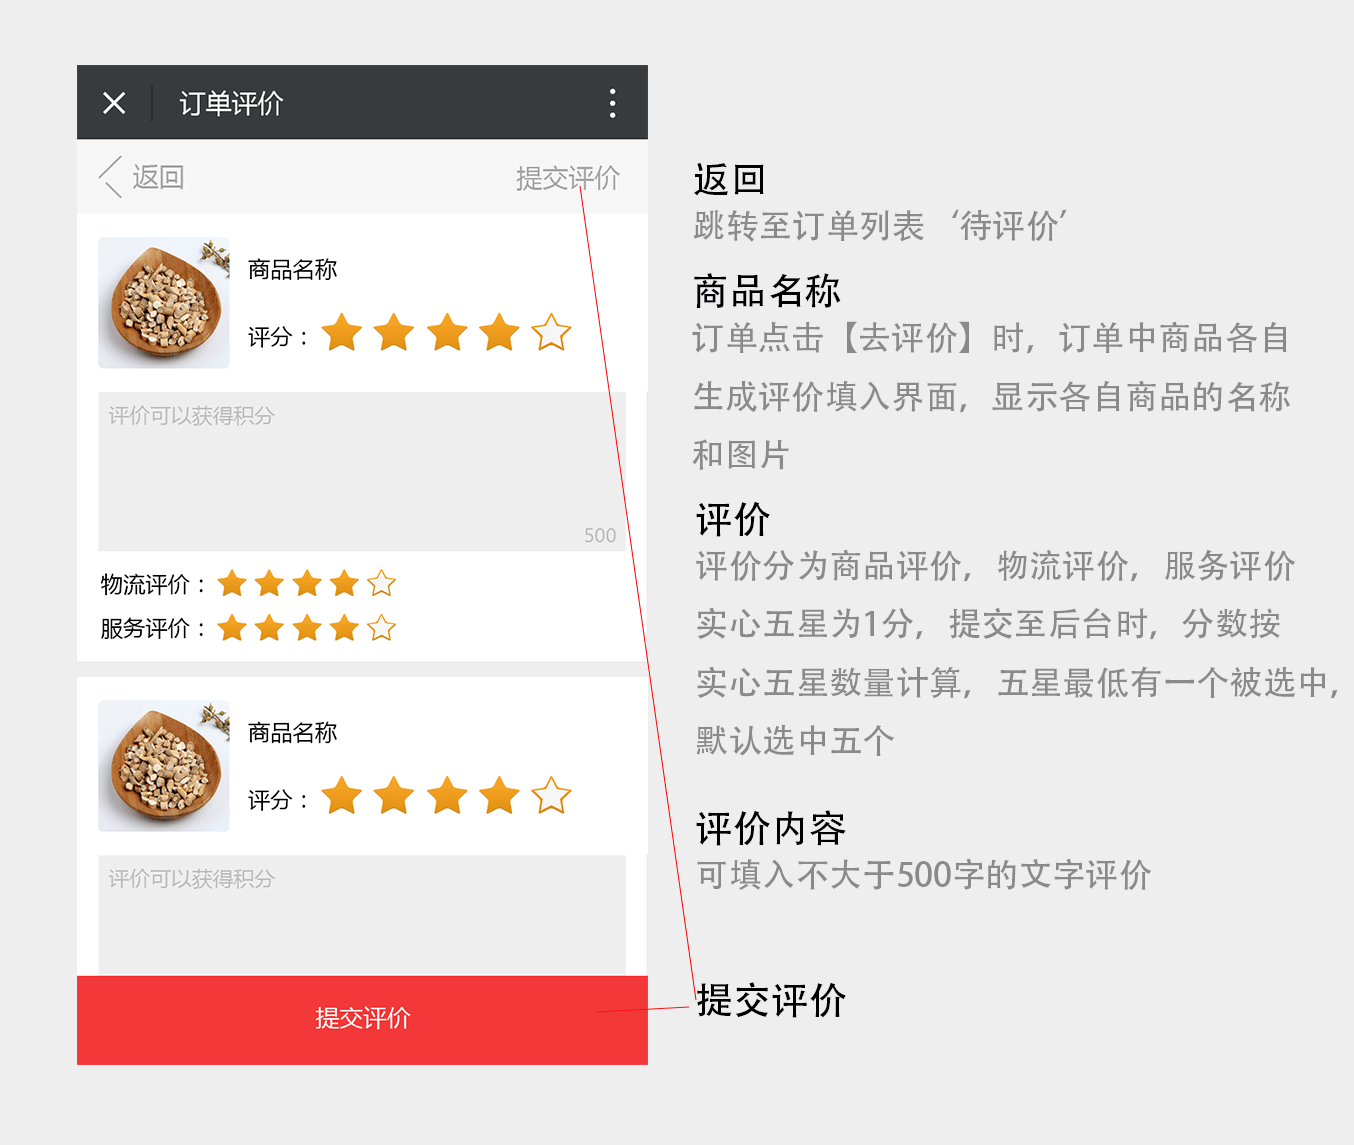 订单评价
返回
提交评价
商品名称
评分：
评价可以获得积分
500
物流评价：
服务评价：
商品名称
评分：
评价可以获得积分
提交评价
返回
跳转至订单列表 ‘待评价’
商品名称
订单点击【去评价】时，订单中商品各自
生成评价填入界面，显示各自商品的名称
和图片
评价
评价分为商品评价，物流评价，服务评价
实心五星为1分，提交至后台时，分数按
实心五星数量计算，五星最低有一个被选中，
默认选中五个
评价内容
可填入不大于500字的文字评价
提交评价